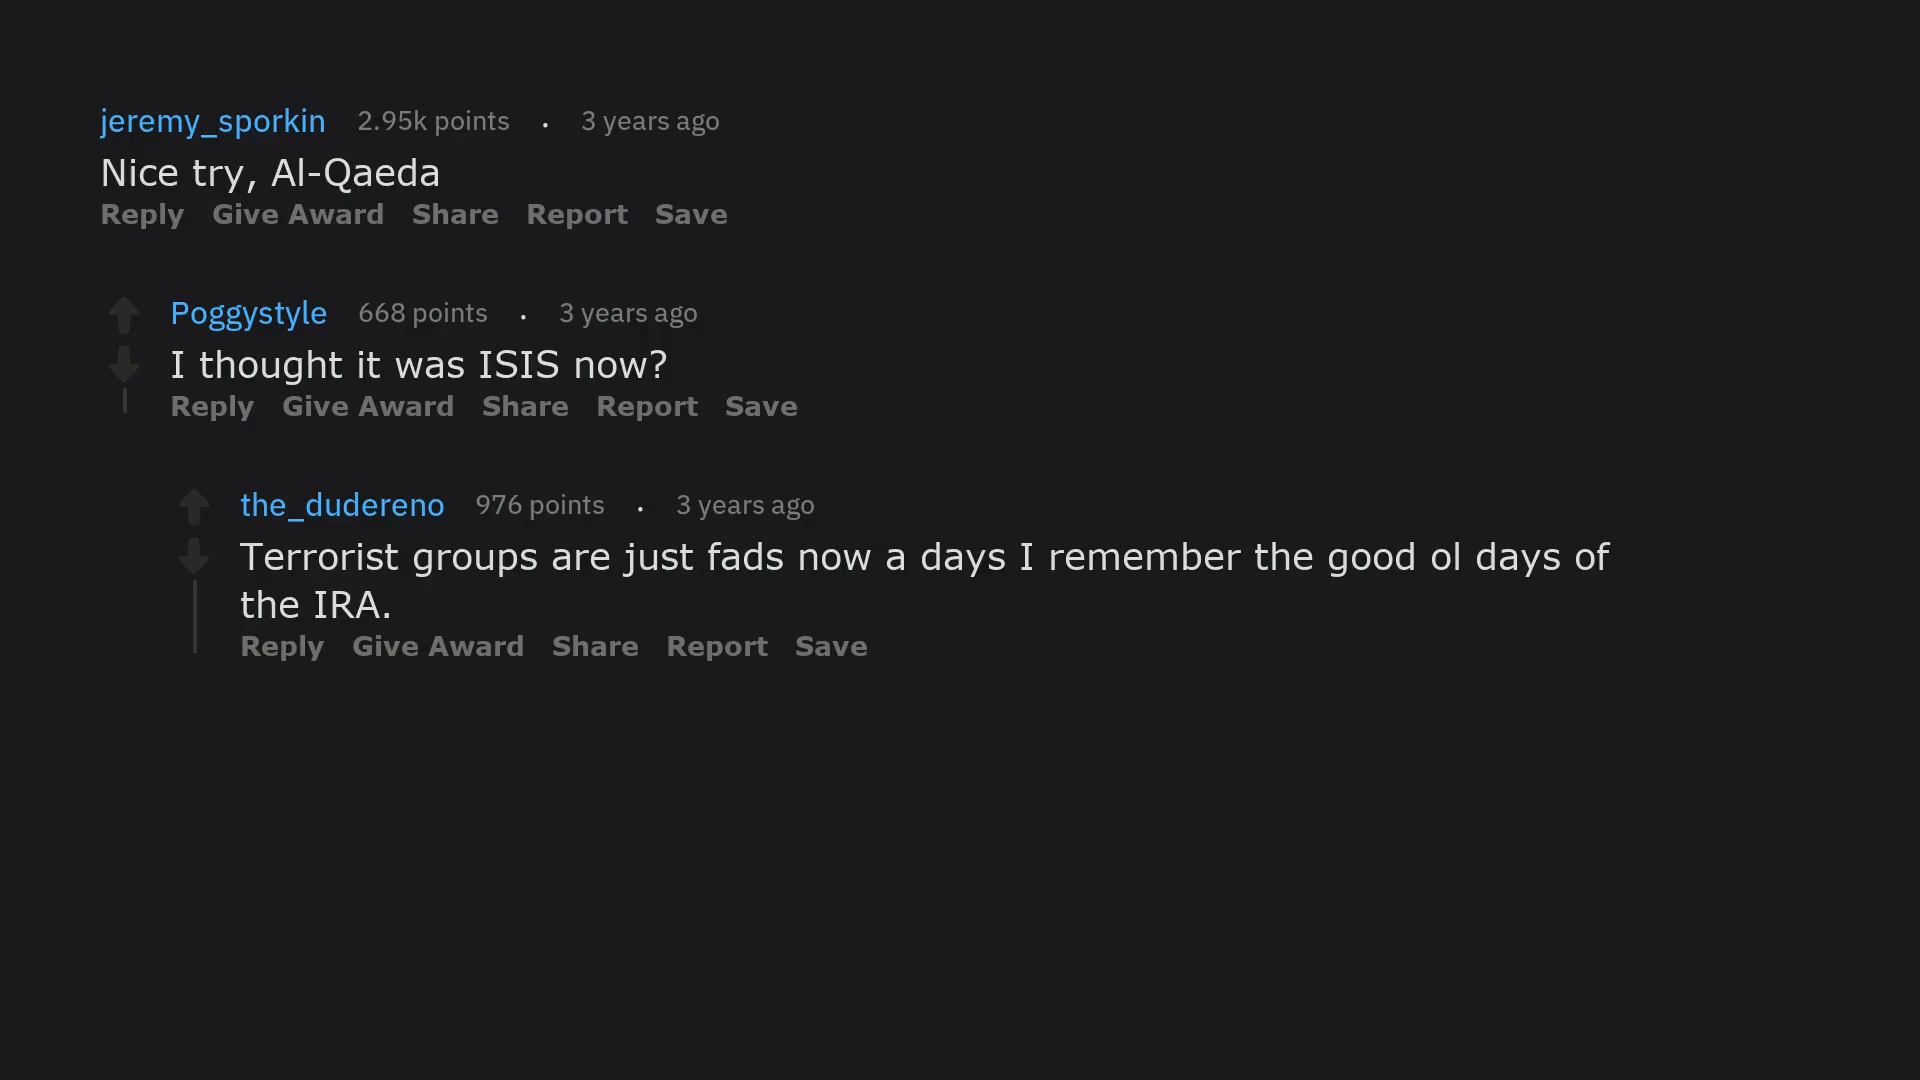 jeremy_sporkin 2.95k points . 3 years ago
Nice try, Al-Qaeda
Reply Give Award Share Report Save
Poggystyle 668 points . 3 years ago
I thought it was ISIS now?
Reply Give Award Share Report Save
the_dudereno 976 points . 3 years ago
Terrorist groups are just fads now a days I remember the good ol days of
the IRA.
Reply Give Award Share Report Save